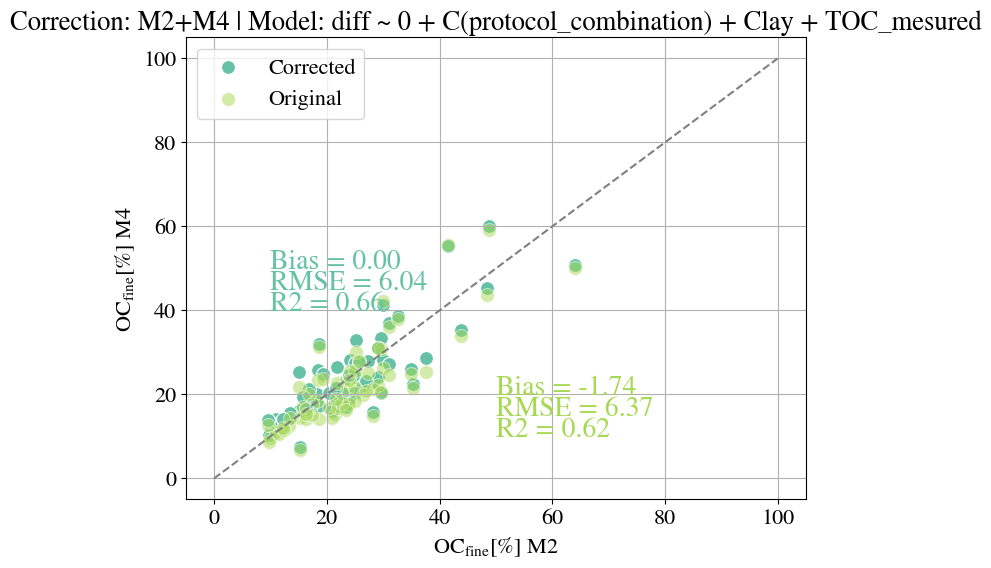 Correction: M2+M4 | Model: diff ~ 0 + C(protocol_combination) + Clay + TOC_mesured
100
80
60
40
20
0
OCfine[%] M4
Corrected
Original
Bias = 0.00
RMSE = 6.04
R2 = 0.66
Bias = -1.74
RMSE = 6.37
R2 = 0.62
0
20
40
60
80
100
OCfine[%] M2